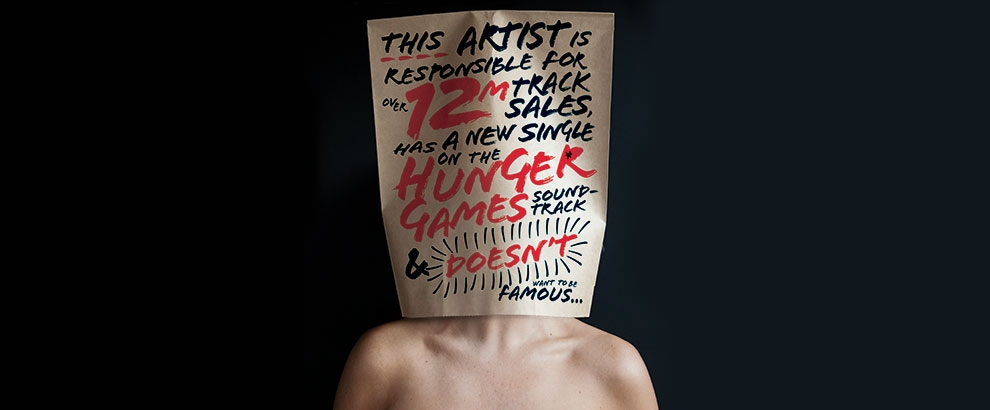 THIS ARTIST IS
RESPONSIBLE FOR
OVER 12M TRACK
SALES,
HAS A NEW SINGLE
ON THE
HUNGER*
GAMES SOUND-
TRACK
& DOESN'T
WANT TO BE
FAMOUS...